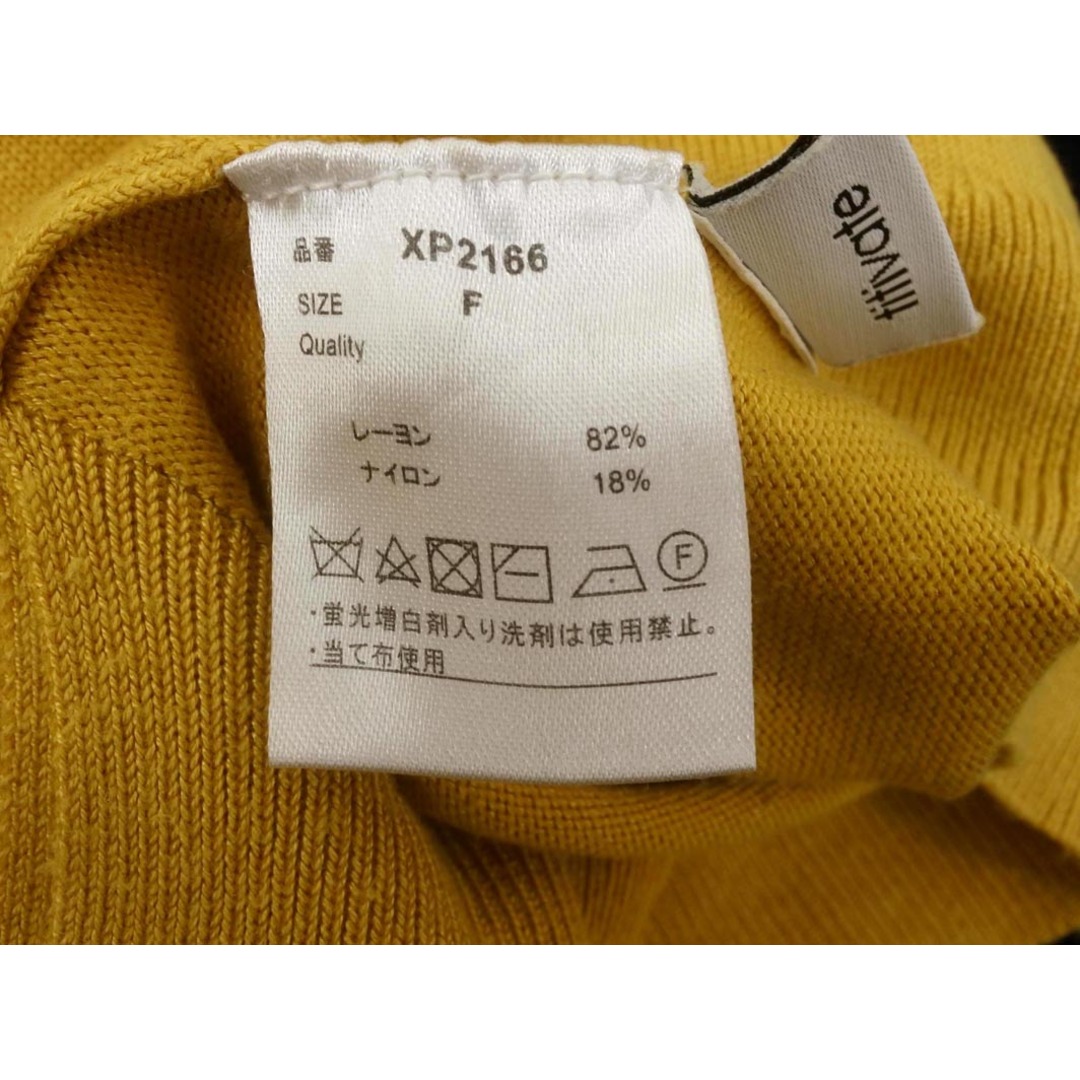 品番 XP2166
SIZE F
Quality
レーヨン 82%
ナイロン 18%
F
・蛍光増白剤入り洗剤は使用禁止。
・当て布使用
titivate